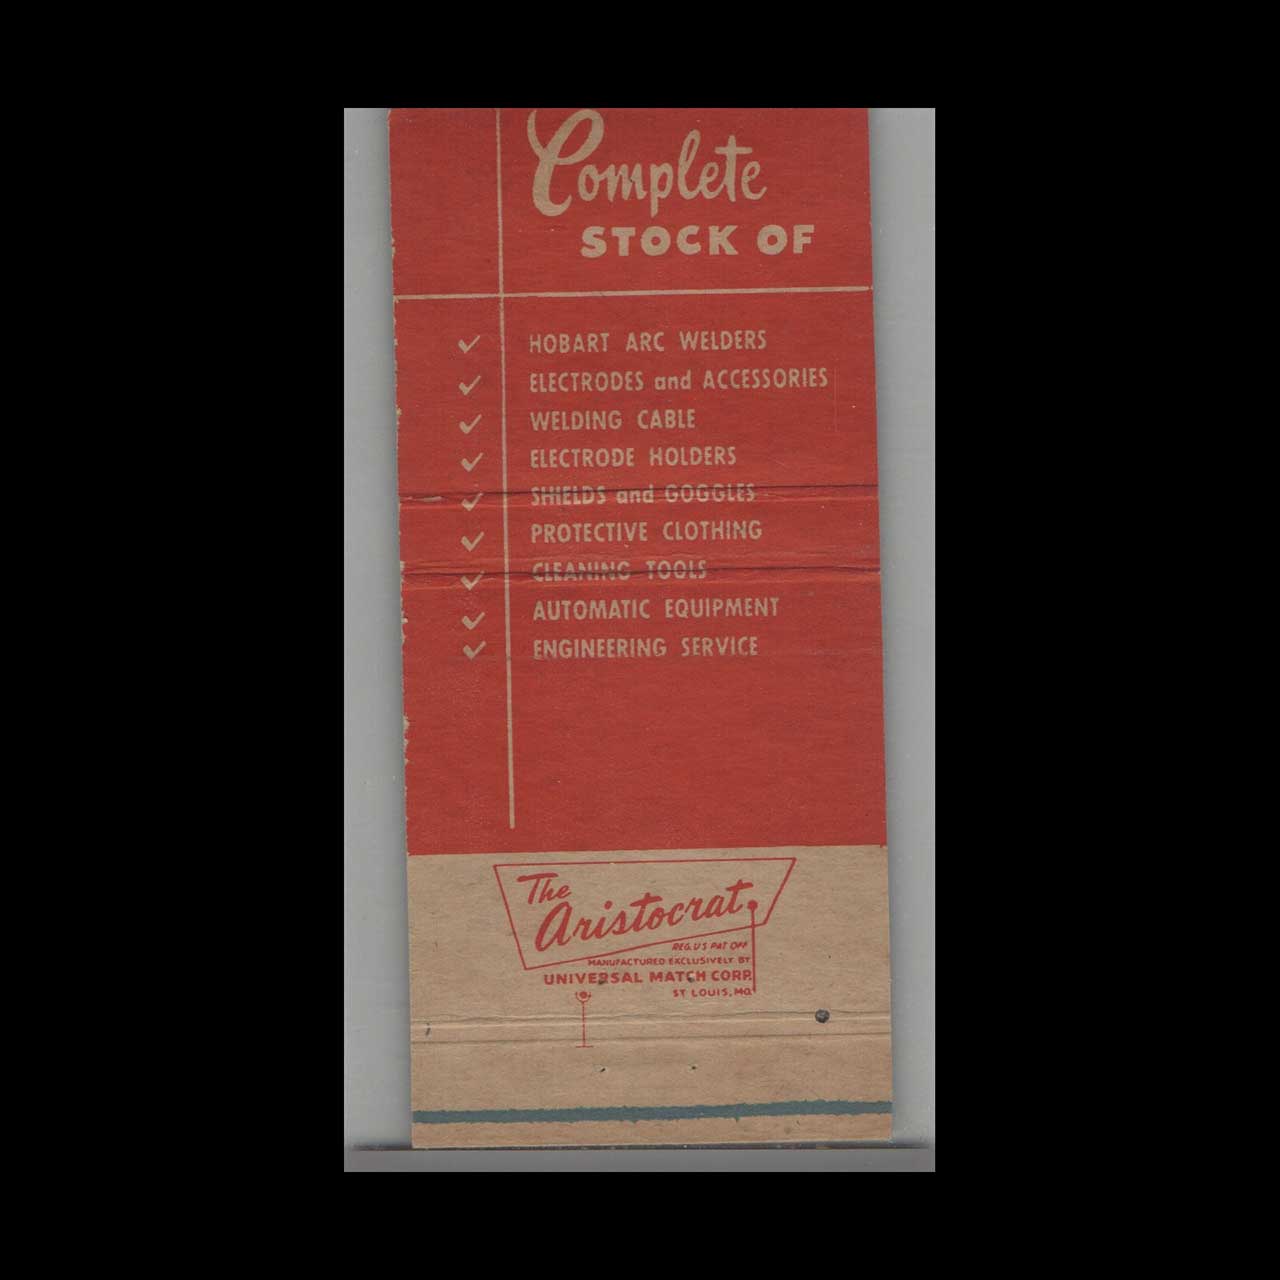 Complete
STOCK OF
HOBART ARC WELDERS
ELECTRODES and ACCESSORIES
WELDING CABLE
ELECTRODE HOLDERS
SHIELDS and GOGGLES
PROTECTIVE CLOTHING
CLEANING TOOLS
AUTOMATIC EQUIPMENT
ENGINEERING SERVICE
The
Aristocrat
REG. U S PAT OFF
MANUFACTURED EXCLUSIVELY BY
UNIVERSAL MATCH CORP.
ST LOUIS, MO.